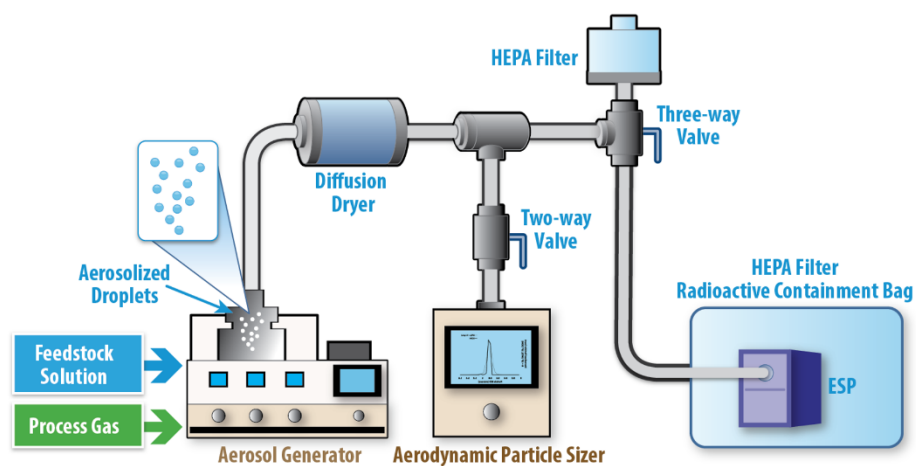 HEPA Filter
Three-way
Valve
Diffusion
Dryer
Two-way
Valve
Aerosolized
Droplets
HEPA Filter
Radioactive Containment Bag
Feedstock
Solution
ESP
Process Gas
Aerosol Generator
Aerodynamic Particle Sizer